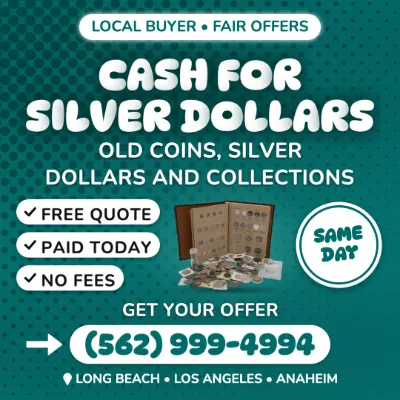 LOCAL BUYER • FAIR OFFERS
CASH FOR
SILVER DOLLARS
OLD COINS, SILVER
DOLLARS AND COLLECTIONS
FREE QUOTE
PAID TODAY
NO FEES
SAME
DAY
GET YOUR OFFER
(562) 999-4994
LONG BEACH • LOS ANGELES • ANAHEIM